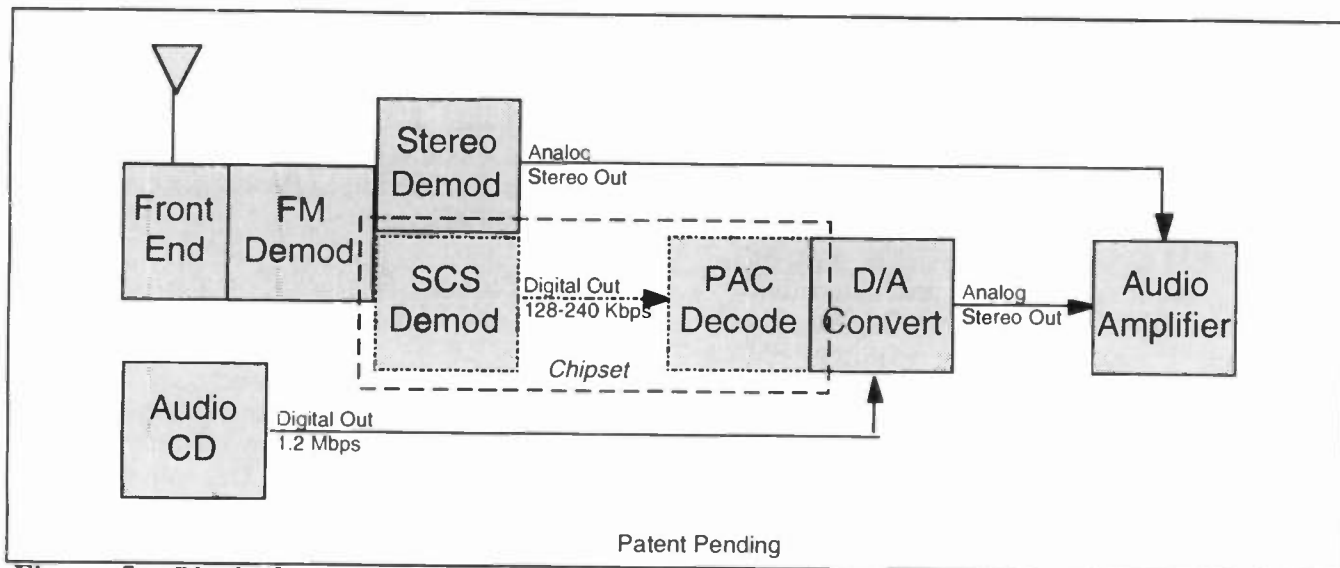 Stereo
Demod
Analog
Stereo Out
Front
End
FM
Demod
SCS
Demod
Digital Out
128-240 Kbps
PAC
Decode
D/A
Convert
Analog
Stereo Out
Audio
Amplifier
Chipset
Audio
CD
Digital Out
1.2 Mbps
Patent Pending